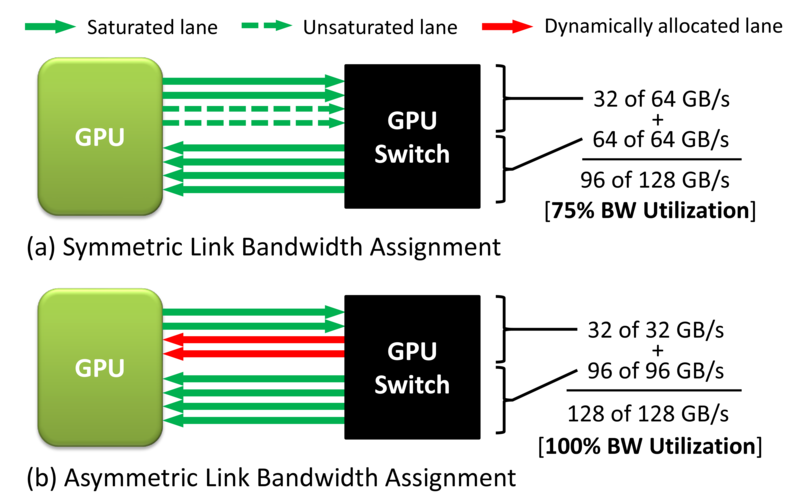 Saturated lane Unsaturated lane Dynamically allocated lane
GPU
GPU
Switch
32 of 64 GB/s
+
64 of 64 GB/s
96 of 128 GB/s
[75% BW Utilization]
(a) Symmetric Link Bandwidth Assignment
GPU
GPU
Switch
32 of 32 GB/s
+
96 of 96 GB/s
128 of 128 GB/s
[100% BW Utilization]
(b) Asymmetric Link Bandwidth Assignment